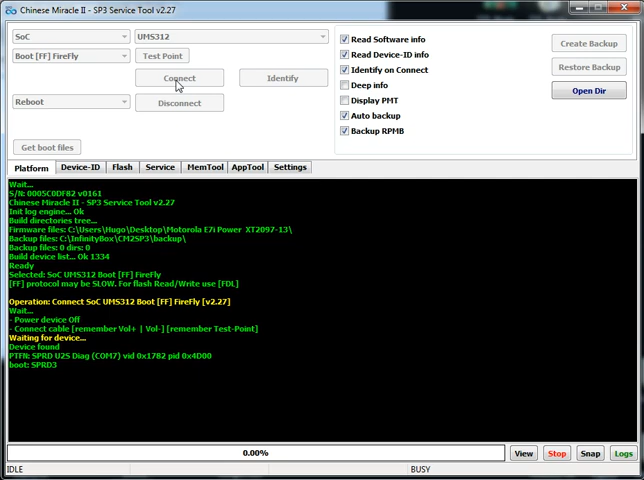 Chinese Miracle II - SP3 Service Tool v2.27
SoC
UMS312
Boot [FF] FireFly
Test Point
Connect
Identify
Reboot
Disconnect
Get boot files
Read Software info
Read Device-ID info
Identify on Connect
Deep info
Display PMT
Auto backup
Backup RPMB
Create Backup
Restore Backup
Open Dir
Platform Device-ID Flash Service MemTool AppTool Settings
Wait...
S/N: 0005C0DF82 v0161
Chinese Miracle II - SP3 Service Tool v2.27
Init log engine... Ok
Build directories tree...
Firmware files: C:\Users\Hugo\Desktop\Motorola E7i Power XT2097-13\
Backup files: C:\InfinityBox\CM2SP3\backup\
Backup files: 0 dirs: 0
Build device list... Ok 1334
Ready
Selected: SoC UMS312 Boot [FF] FireFly
[FF] protocol may be SLOW. For flash Read/Write use [FDL]
Operation: Connect SoC UMS312 Boot [FF] FireFly [v2.27]
Wait...
- Power device Off
- Connect cable [remember Vol+ | Vol-] [remember Test-Point]
Waiting for device...
Device found
PTFN: SPRD U2S Diag (COM7) vid 0x1782 pid 0x4D00
boot: SPRD3
0.00%
View Stop Snap Logs
IDLE BUSY